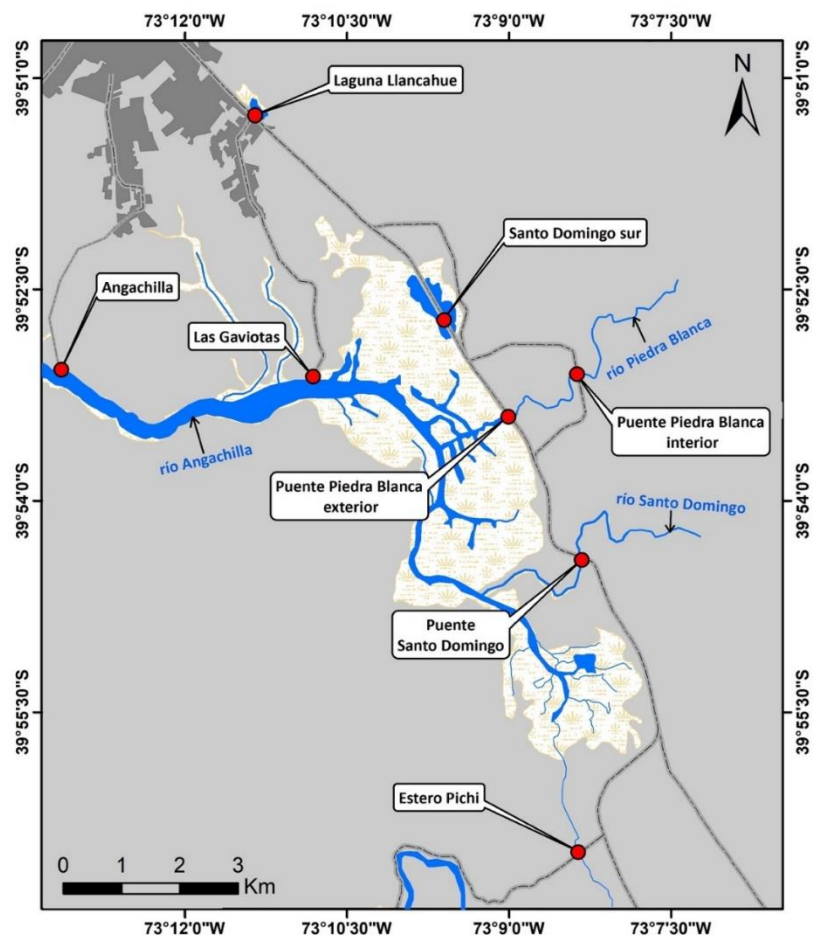 73°12'0"W
73°10'30"W
73°9'0"W
73°7'30"W
39°51'0"S
39°51'0"S
N
Laguna Llancahue
Santo Domingo sur
39°52'30"S
39°52'30"S
Angachilla
Las Gaviotas
río Piedra Blanca
Puente Piedra Blanca
interior
río Angachilla
Puente Piedra Blanca
exterior
39°54'0"S
39°54'0"S
río Santo Domingo
Puente
Santo Domingo
39°55'30"S
39°55'30"S
Estero Pichi
0
1
2
3
Km
73°12'0"W
73°10'30"W
73°9'0"W
73°7'30"W